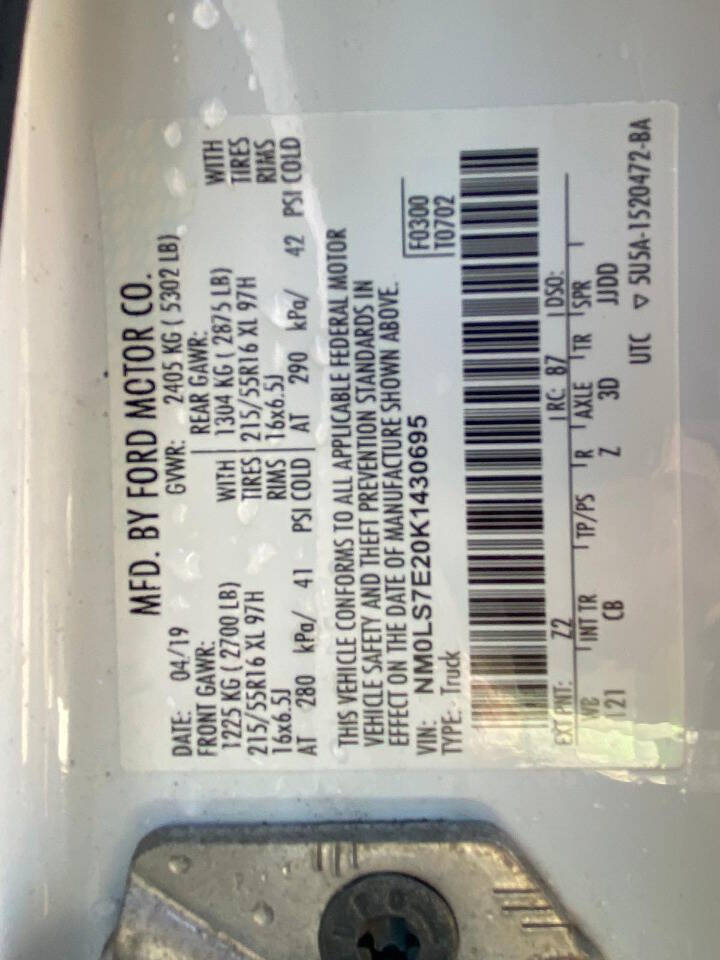 MFD. BY FORD MOTOR CO.
DATE: 04/19 GVWR: 2405 KG ( 5302 LB)
FRONT GAWR: REAR GAWR:
1225 KG ( 2700 LB) WITH 1304 KG ( 2875 LB) WITH
215/55R16 XL 97H TIRES 215/55R16 XL 97H TIRES
16x6.5J RIMS 16x6.5J RIMS
AT 280 kPa/ 41 PSI COLD AT 290 kPa/ 42 PSI COLD
THIS VEHICLE CONFORMS TO ALL APPLICABLE FEDERAL MOTOR
VEHICLE SAFETY AND THEFT PREVENTION STANDARDS IN
EFFECT ON THE DATE OF MANUFACTURE SHOWN ABOVE.
VIN: NM0LS7E20K1430695 F0300
TYPE: Truck T0702
EXT PNT: Z2 RC: 87 DSO:
WB INT TR TP/PS R AXLE TR SPR
121 CB Z 3D JJDD
UTC ▽ 5U5A-1520472-BA